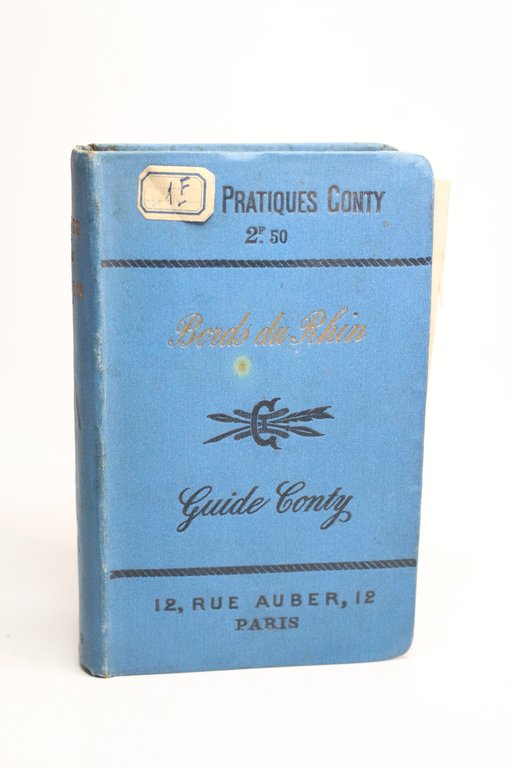 1F
PRATIQUES CONTY
2F. 50
Bords du Rhin
C
Guide Conty
12, RUE AUBER, 12
PARIS